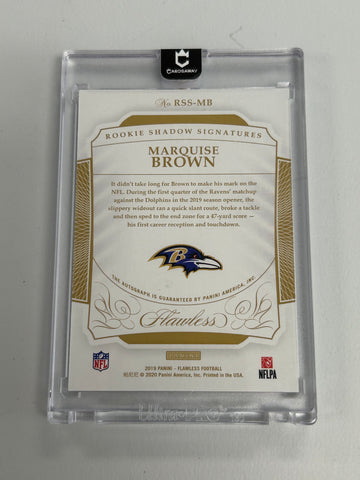 CARDSAWAY
No. RSS-MB
ROOKIE SHADOW SIGNATURES
MARQUISE
BROWN
It didn't take long for Brown to make his mark on the
NFL. During the first quarter of the Ravens' matchup
against the Dolphins in the 2019 season opener, the
slippery wideout ran a quick slant route, broke a tackle
and then sped to the end zone for a 47-yard score —
his first career reception and touchdown.
B
THE AUTOGRAPH IS GUARANTEED BY PANINI AMERICA, INC.
Flawless
PANINI
NFL
NFLPA
2019 PANINI - FLAWLESS FOOTBALL
© 2020 Panini America, Inc. Printed in the USA.